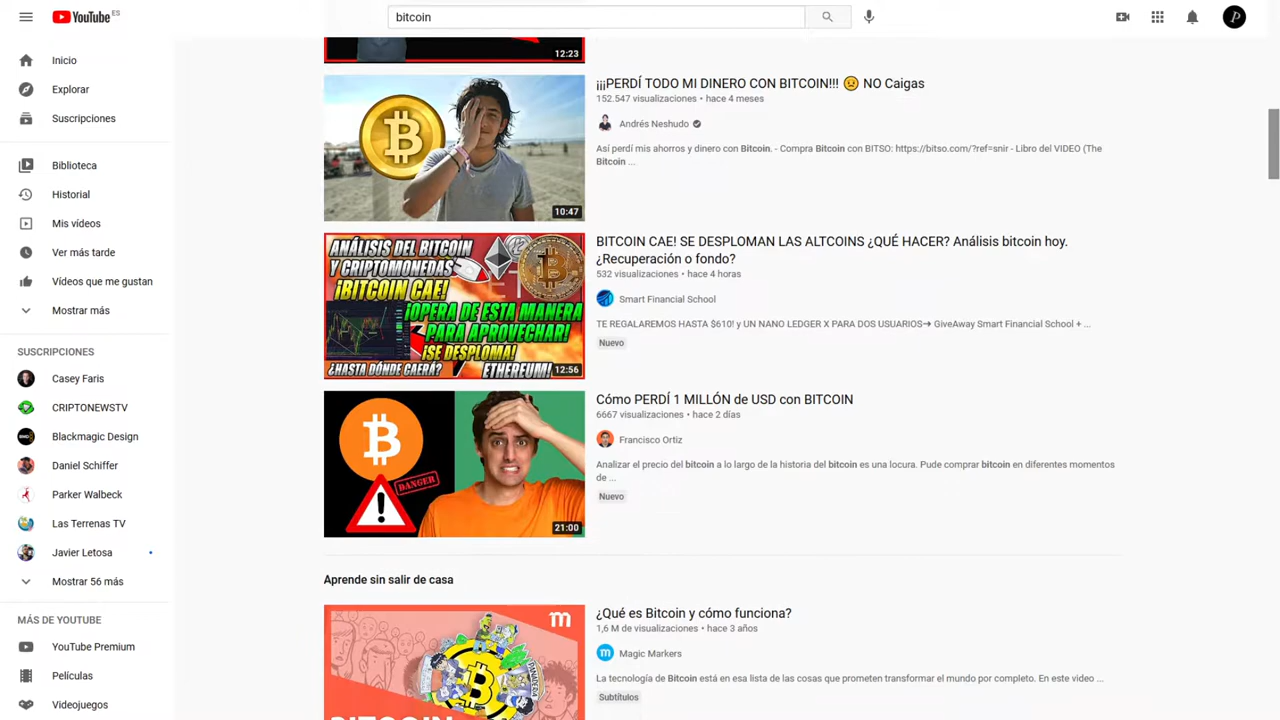 YouTube ES
bitcoin
Inicio
Explorar
Suscripciones
Biblioteca
Historial
Mis vídeos
Ver más tarde
Vídeos que me gustan
Mostrar más
SUSCRIPCIONES
Casey Faris
CRIPTONEWSTV
Blackmagic Design
Daniel Schiffer
Parker Walbeck
Las Terrenas TV
Javier Letosa
Mostrar 56 más
MÁS DE YOUTUBE
YouTube Premium
Películas
Videojuegos
12:23
10:47
¡¡¡PERDÍ TODO MI DINERO CON BITCOIN!!! 😣 NO Caigas
152.547 visualizaciones • hace 4 meses
Andrés Neshudo
Así perdí mis ahorros y dinero con Bitcoin. - Compra Bitcoin con BITSO: https://bitso.com/?ref=snir - Libro del VIDEO (The
Bitcoin ...
ANÁLISIS DEL BITCOIN
Y CRIPTOMONEDAS
¡BITCOIN CAE!
¡OPERA DE ESTA MANERA
PARA APROVECHAR!
¡SE DESPLOMA!
¿HASTA DÓNDE CAERÁ?
ETHEREUM!
12:56
BITCOIN CAE! SE DESPLOMAN LAS ALTCOINS ¿QUÉ HACER? Análisis bitcoin hoy.
¿Recuperación o fondo?
532 visualizaciones • hace 4 horas
Smart Financial School
TE REGALAREMOS HASTA $610! y UN NANO LEDGER X PARA DOS USUARIOS➔ GiveAway Smart Financial School + ...
Nuevo
DANGER
21:00
Cómo PERDÍ 1 MILLÓN de USD con BITCOIN
6667 visualizaciones • hace 2 días
Francisco Ortiz
Analizar el precio del bitcoin a lo largo de la historia del bitcoin es una locura. Pude comprar bitcoin en diferentes momentos
de ...
Nuevo
Aprende sin salir de casa
m
BITCOIN
¿Qué es Bitcoin y cómo funciona?
1,6 M de visualizaciones • hace 3 años
Magic Markers
La tecnología de Bitcoin está en esa lista de las cosas que prometen transformar el mundo por completo. En este video ...
Subtítulos